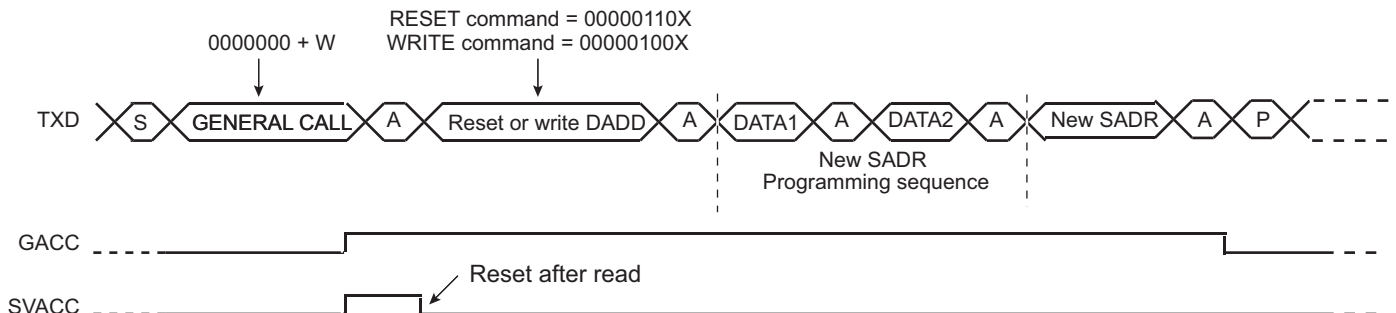 RESET command = 00000110X
0000000 + W
WRITE command = 00000100X
TXD S GENERAL CALL A Reset or write DADD A DATA1 A DATA2 A New SADR A P
New SADR
Programming sequence
GACC
Reset after read
SVACC